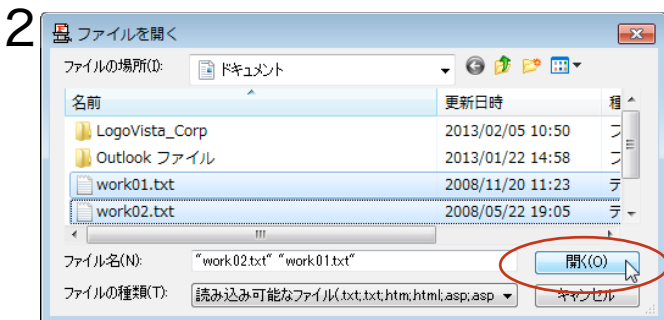 2
ファイルを開く
ファイルの場所(I):
ドキュメント
名前 更新日時 種
LogoVista_Corp 2013/02/05 10:50 フ
Outlook ファイル 2013/01/22 14:58 フ
work01.txt 2008/11/20 11:23 テ
work02.txt 2008/05/22 19:05 テ
ファイル名(N): "work02.txt" "work01.txt" 開く(O)
ファイルの種類(T): 読み込み可能なファイル(.txt;txt;htm;html;asp;asp キャンセル